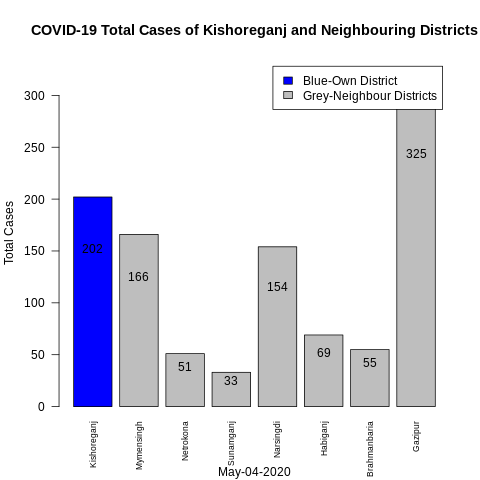 COVID-19 Total Cases of Kishoreganj and Neighbouring Districts
Blue-Own District
Grey-Neighbour Districts
Total Cases
300
250
200
150
100
50
0
202
166
51
33
154
69
55
325
Kishoreganj
Mymensingh
Netrokona
Sunamganj
Narsingdi
Habiganj
Brahmanbaria
Gazipur
May-04-2020